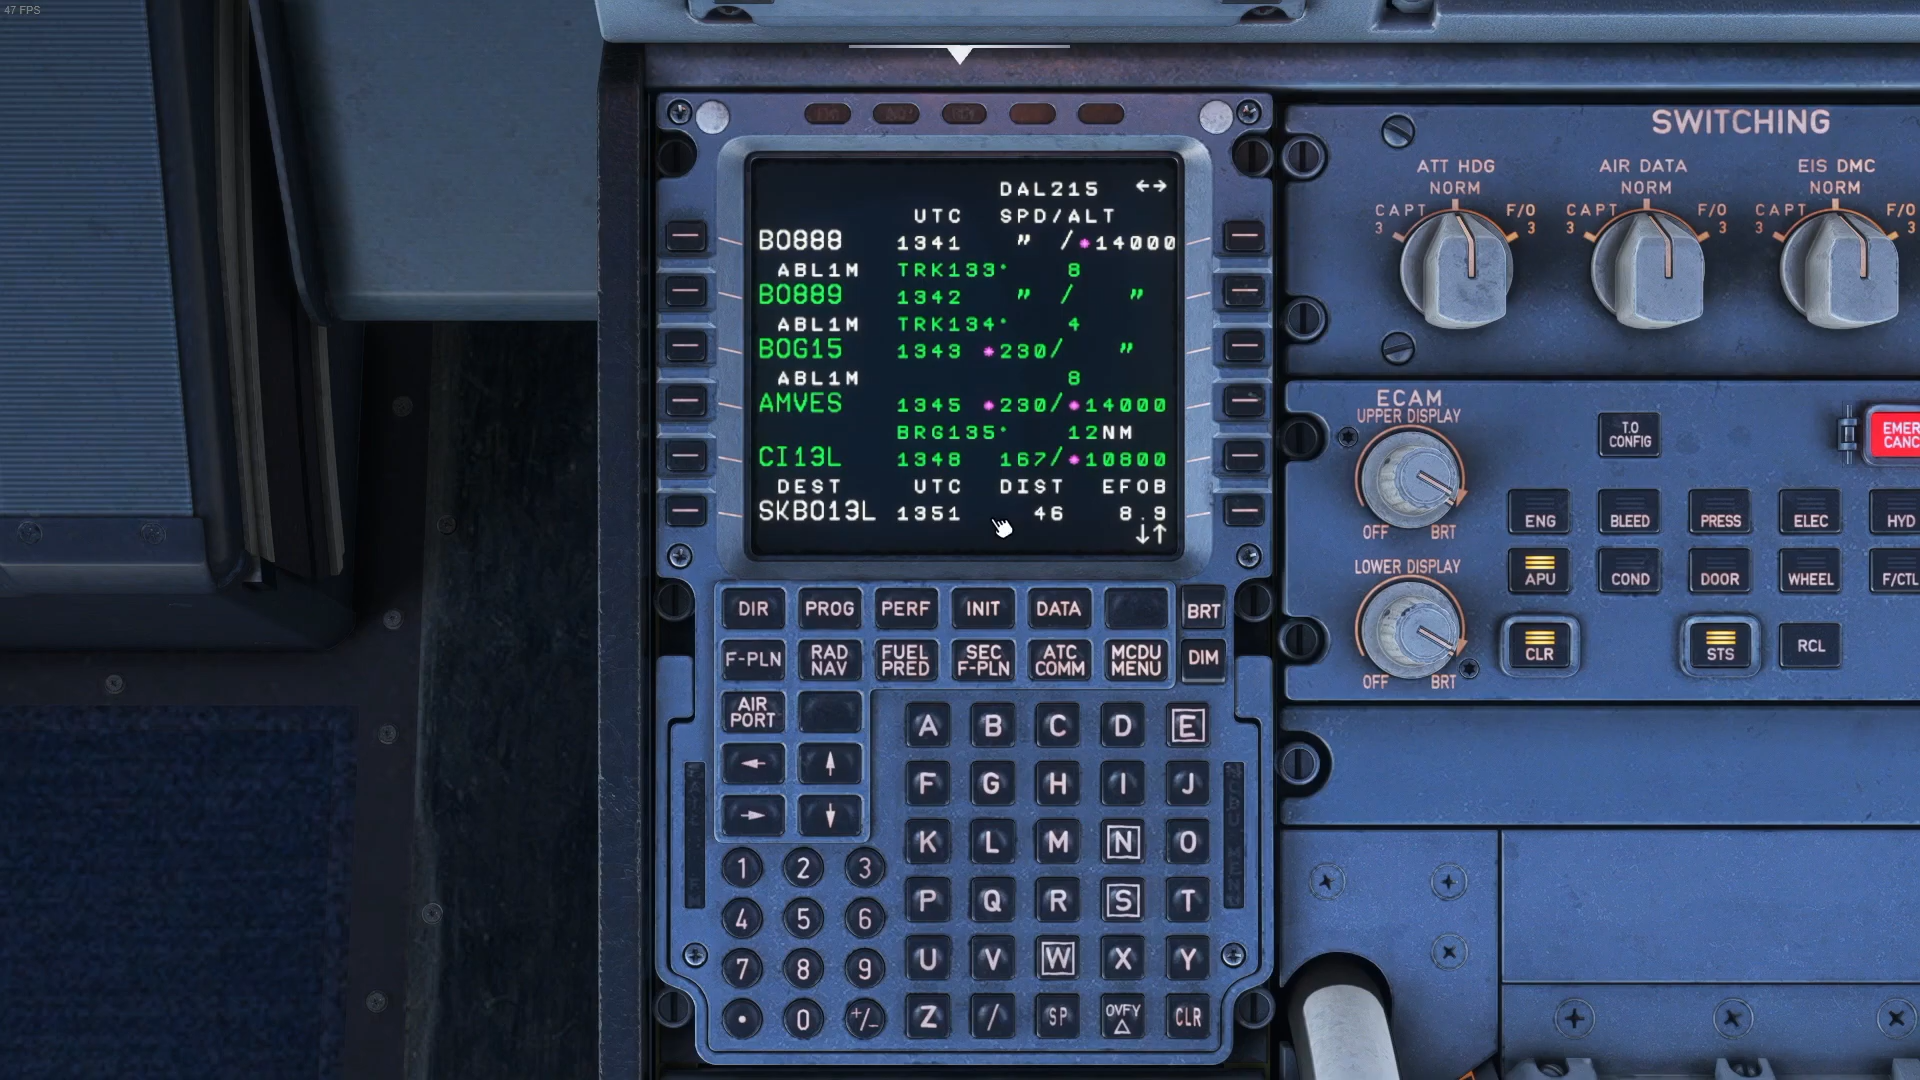 47 FPS
DAL215 ←→
UTC SPD/ALT
BO888 1341 " /*14000
ABL1M TRK133° 8
BO889 1342 " / "
ABL1M TRK134° 4
BOG15 1343 *230/ "
ABL1M 8
AMVES 1345 *230/*14000
BRG135° 12NM
CI13L 1348 167/*10800
DEST UTC DIST EFOB
SKBO13L 1351 46 8.9
↓↑
DIR PROG PERF INIT DATA BRT
F-PLN RAD NAV FUEL PRED SEC F-PLN ATC COMM MCDU MENU DIM
AIR PORT
← ↑
→ ↓
A B C D E
F G H I J
K L M N O
P Q R S T
U V W X Y
Z / SP OVFY △ CLR
1 2 3
4 5 6
7 8 9
. 0 +/-
SWITCHING
ATT HDG AIR DATA EIS DMC
NORM NORM NORM
CAPT 3 F/O 3 CAPT 3 F/O 3 CAPT 3 F/O 3
ECAM
UPPER DISPLAY
OFF BRT
T.O CONFIG
EMER CANC
LOWER DISPLAY
OFF BRT
ENG BLEED PRESS ELEC HYD
APU COND DOOR WHEEL F/CTL
CLR STS RCL